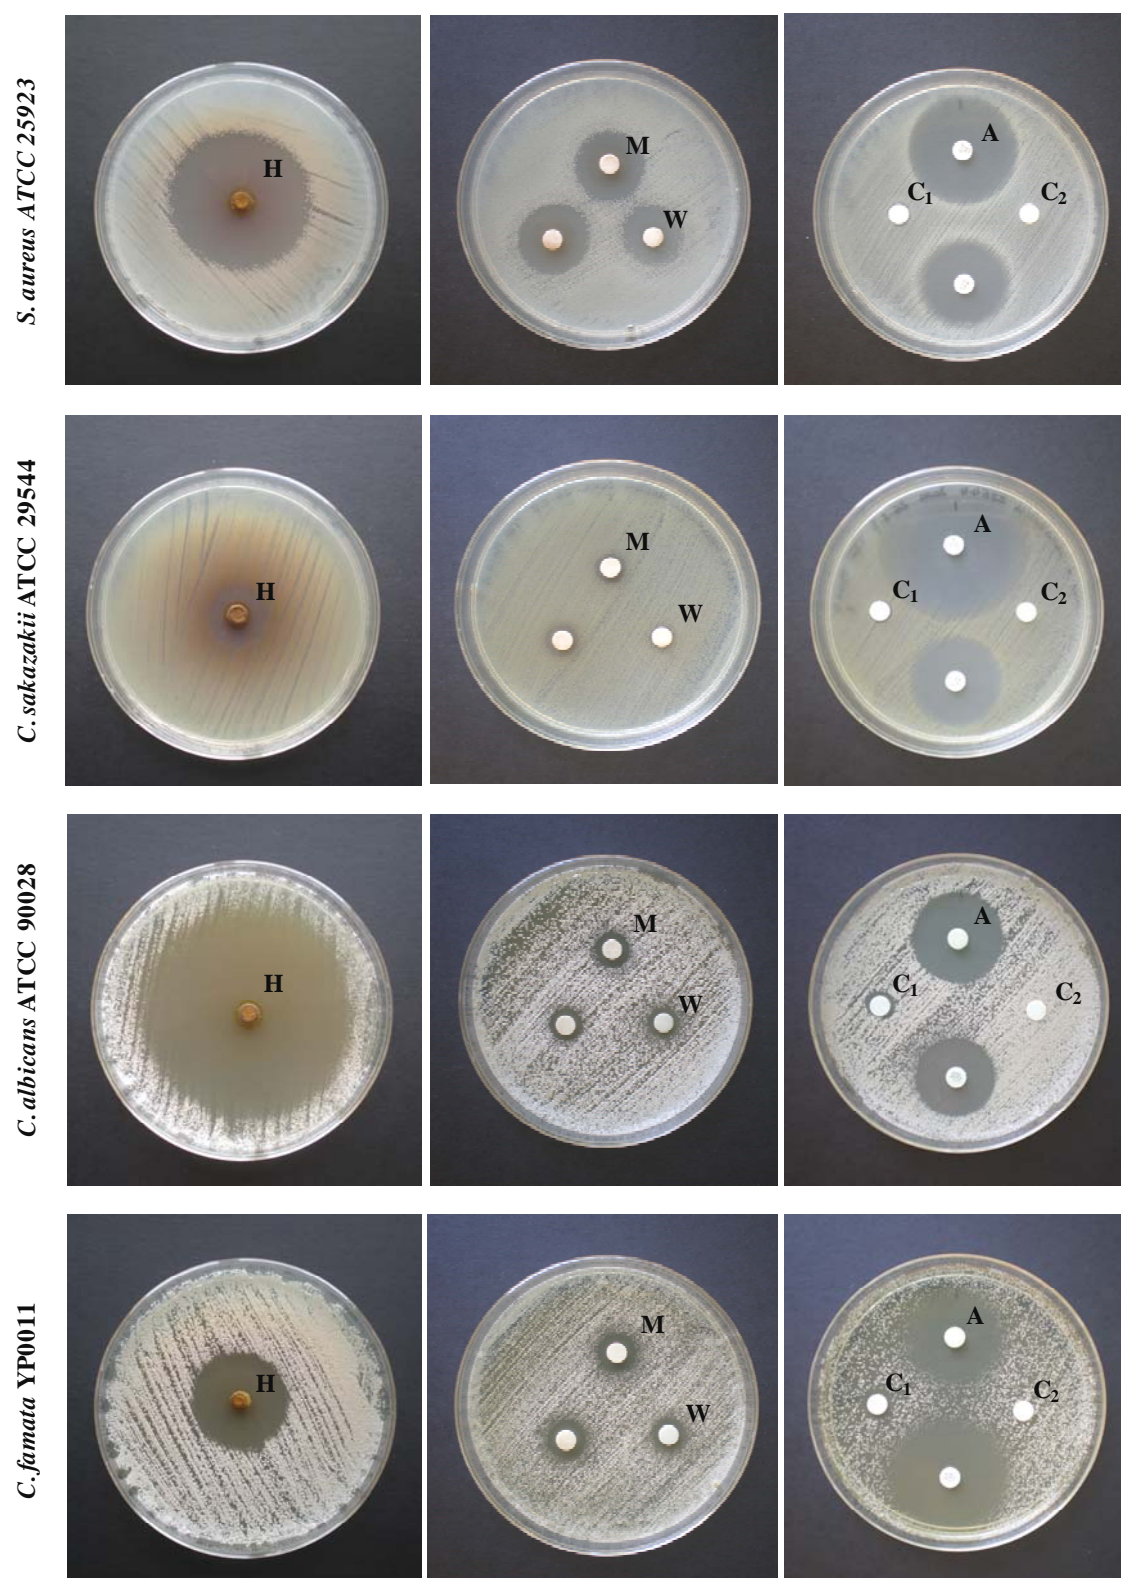 S. aureus ATCC 25923
H
M
W
A
C1
C2
C. sakazakii ATCC 29544
H
M
W
A
C1
C2
C. albicans ATCC 90028
H
M
W
A
C1
C2
C. famata YP0011
H
M
W
A
C1
C2